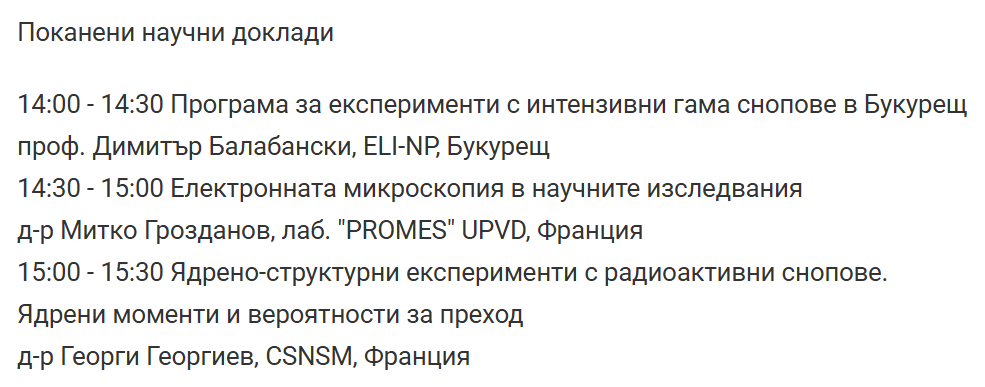 Поканени научни доклади
14:00 - 14:30 Програма за експерименти с интензивни гама снопове в Букурещ
проф. Димитър Балабански, ELI-NP, Букурещ
14:30 - 15:00 Електронната микроскопия в научните изследвания
д-р Митко Грозданов, лаб. "PROMES" UPVD, Франция
15:00 - 15:30 Ядрено-структурни експерименти с радиоактивни снопове.
Ядрени моменти и вероятности за преход
д-р Георги Георгиев, CSNSM, Франция